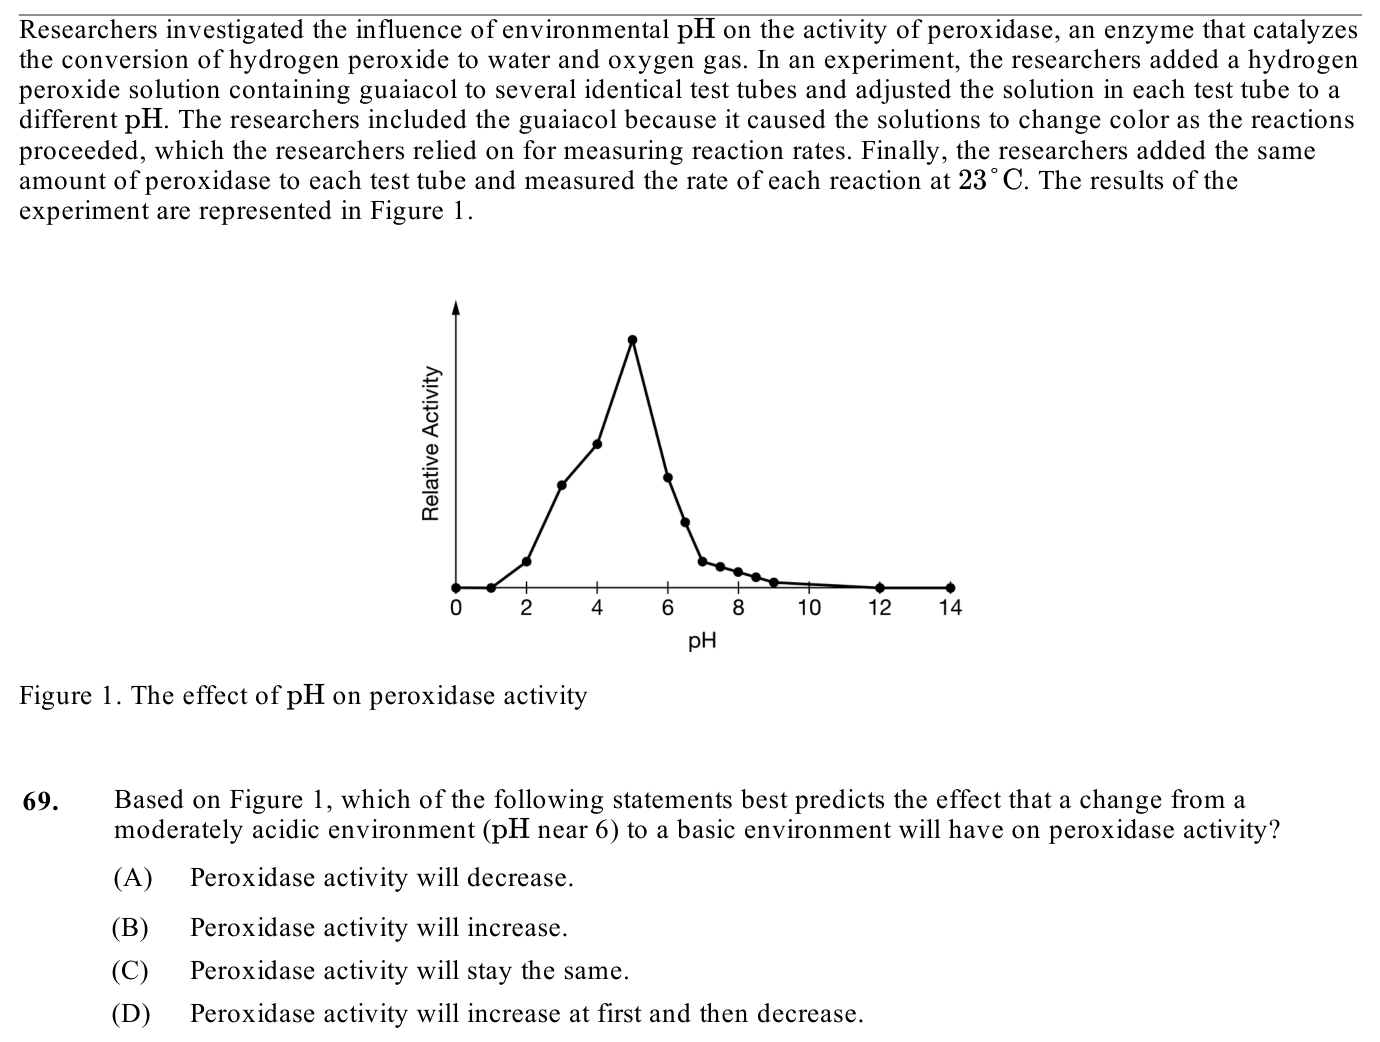 Researchers investigated the influence of environmental pH on the activity of peroxidase, an enzyme that catalyzes
the conversion of hydrogen peroxide to water and oxygen gas. In an experiment, the researchers added a hydrogen
peroxide solution containing guaiacol to several identical test tubes and adjusted the solution in each test tube to a
different pH. The researchers included the guaiacol because it caused the solutions to change color as the reactions
proceeded, which the researchers relied on for measuring reaction rates. Finally, the researchers added the same
amount of peroxidase to each test tube and measured the rate of each reaction at 23°C. The results of the
experiment are represented in Figure 1.
Relative Activity
0 2 4 6 8 10 12 14
pH
Figure 1. The effect of pH on peroxidase activity
69. Based on Figure 1, which of the following statements best predicts the effect that a change from a
moderately acidic environment (pH near 6) to a basic environment will have on peroxidase activity?
(A) Peroxidase activity will decrease.
(B) Peroxidase activity will increase.
(C) Peroxidase activity will stay the same.
(D) Peroxidase activity will increase at first and then decrease.